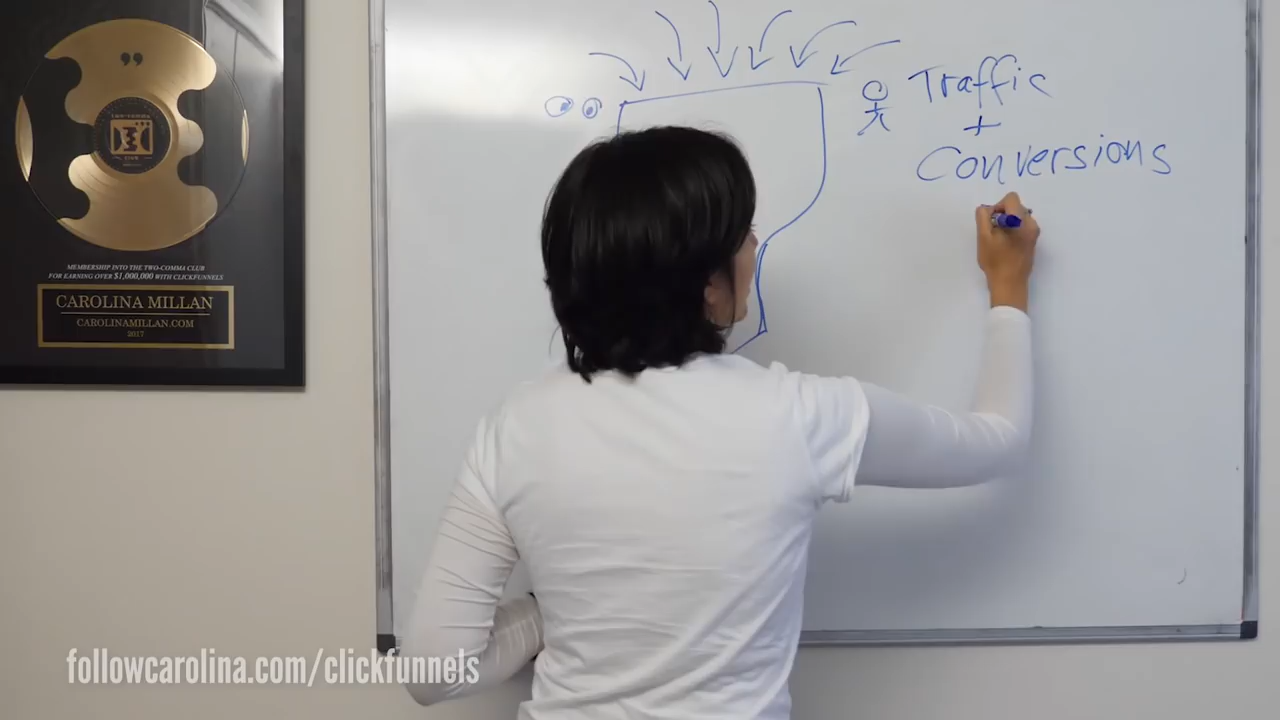 ”
MEMBERSHIP INTO THE TWO-COMMA CLUB
FOR EARNING OVER $1,000,000 WITH CLICKFUNNELS
CAROLINA MILLAN
CAROLINAMILLAN.COM
2017
Traffic
+
Conversions
followcarolina.com/clickfunnels